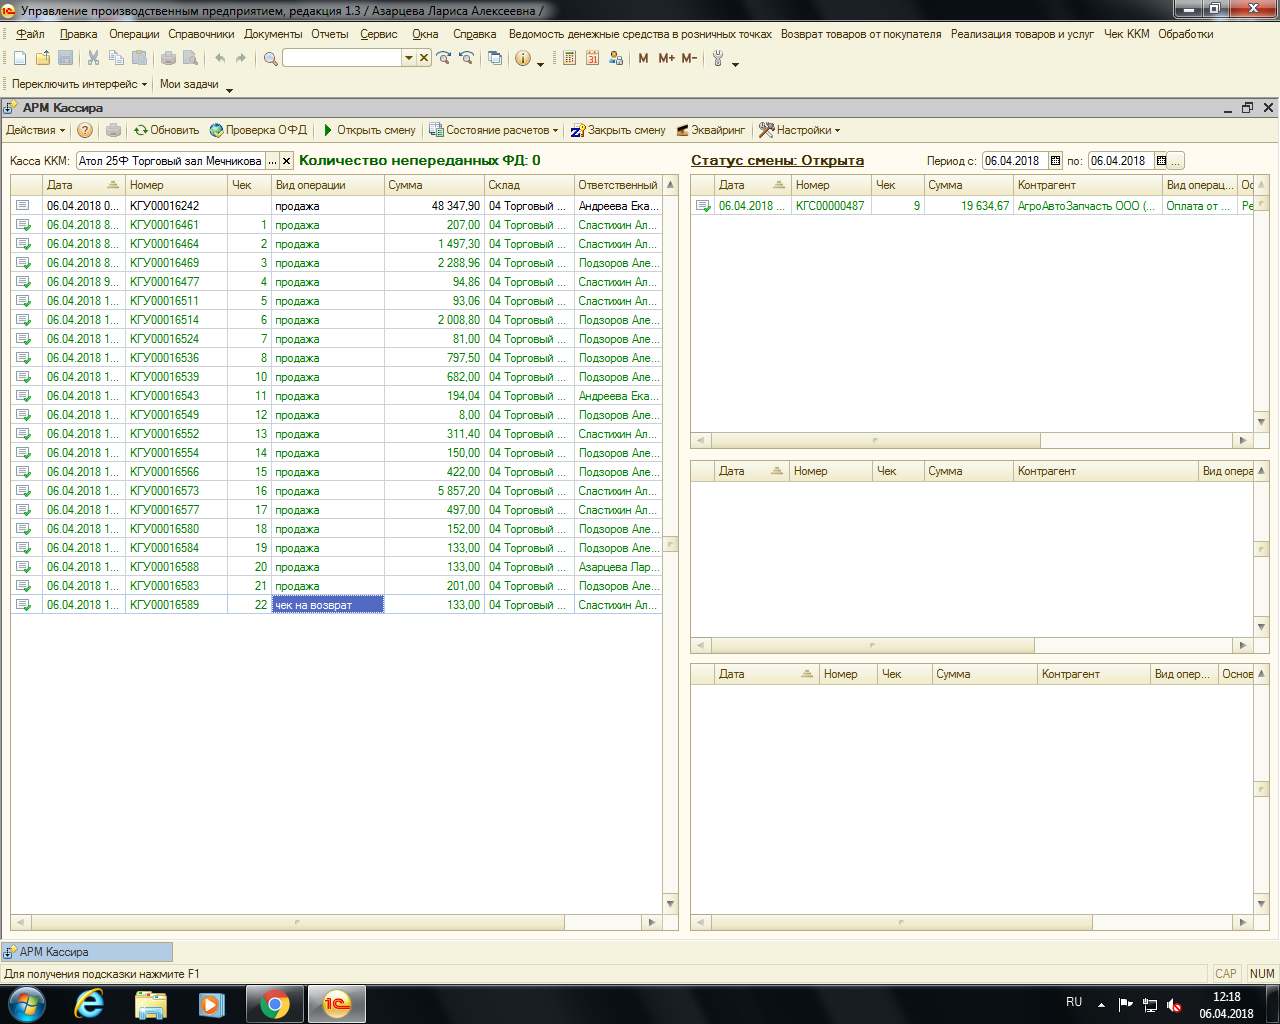 Управление производственным предприятием, редакция 1.3 / Азарцева Лариса Алексеевна /
Файл Правка Операции Справочники Документы Отчеты Сервис Окна Справка Ведомость денежные средства в розничных точках Возврат товаров от покупателя Реализация товаров и услуг Чек ККМ Обработки
M M+ M-
Переключить интерфейс Мои задачи
АРМ Кассира
Действия Обновить Проверка ОФД Открыть смену Состояние расчетов Закрыть смену Эквайринг Настройки
Касса ККМ: Атол 25Ф Торговый зал Мечникова ... Количество непереданных ФД: 0 Статус смены: Открыта Период с: 06.04.2018 по: 06.04.2018 ...
Дата Номер Чек Вид операции Сумма Склад Ответственный
06.04.2018 0... КГУ00016242 продажа 48 347,90 04 Торговый ... Андреева Ека...
06.04.2018 8... КГУ00016461 1 продажа 207,00 04 Торговый ... Сластихин Ал...
06.04.2018 8... КГУ00016464 2 продажа 1 497,30 04 Торговый ... Сластихин Ал...
06.04.2018 8... КГУ00016469 3 продажа 2 288,96 04 Торговый ... Подзоров Але...
06.04.2018 9... КГУ00016477 4 продажа 94,86 04 Торговый ... Сластихин Ал...
06.04.2018 1... КГУ00016511 5 продажа 93,06 04 Торговый ... Сластихин Ал...
06.04.2018 1... КГУ00016514 6 продажа 2 008,80 04 Торговый ... Подзоров Але...
06.04.2018 1... КГУ00016524 7 продажа 81,00 04 Торговый ... Подзоров Але...
06.04.2018 1... КГУ00016536 8 продажа 797,50 04 Торговый ... Подзоров Але...
06.04.2018 1... КГУ00016539 10 продажа 682,00 04 Торговый ... Подзоров Але...
06.04.2018 1... КГУ00016543 11 продажа 194,04 04 Торговый ... Андреева Ека...
06.04.2018 1... КГУ00016549 12 продажа 8,00 04 Торговый ... Подзоров Але...
06.04.2018 1... КГУ00016552 13 продажа 311,40 04 Торговый ... Сластихин Ал...
06.04.2018 1... КГУ00016554 14 продажа 150,00 04 Торговый ... Подзоров Але...
06.04.2018 1... КГУ00016566 15 продажа 422,00 04 Торговый ... Подзоров Але...
06.04.2018 1... КГУ00016573 16 продажа 5 857,20 04 Торговый ... Сластихин Ал...
06.04.2018 1... КГУ00016577 17 продажа 497,00 04 Торговый ... Сластихин Ал...
06.04.2018 1... КГУ00016580 18 продажа 152,00 04 Торговый ... Подзоров Але...
06.04.2018 1... КГУ00016584 19 продажа 133,00 04 Торговый ... Подзоров Але...
06.04.2018 1... КГУ00016588 20 продажа 133,00 04 Торговый ... Азарцева Лар...
06.04.2018 1... КГУ00016583 21 продажа 201,00 04 Торговый ... Подзоров Але...
06.04.2018 1... КГУ00016589 22 чек на возврат 133,00 04 Торговый ... Сластихин Ал...
Дата Номер Чек Сумма Контрагент Вид операц... Ос
06.04.2018 ... КГС00000487 9 19 634,67 АгроАвтоЗапчасть ООО (... Оплата от ... Ре
Дата Номер Чек Сумма Контрагент Вид опера
Дата Номер Чек Сумма Контрагент Вид опер... Основ
АРМ Кассира
Для получения подсказки нажмите F1 CAP NUM
RU 12:18
06.04.2018